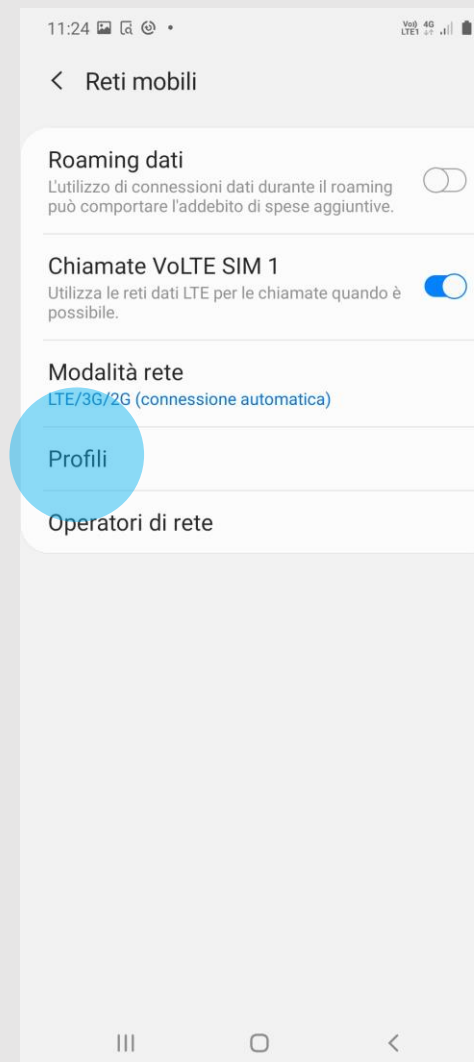 11:24
Vo)) 4G
LTE1
Reti mobili
Roaming dati
L'utilizzo di connessioni dati durante il roaming
può comportare l'addebito di spese aggiuntive.
Chiamate VoLTE SIM 1
Utilizza le reti dati LTE per le chiamate quando è
possibile.
Modalità rete
LTE/3G/2G (connessione automatica)
Profili
Operatori di rete